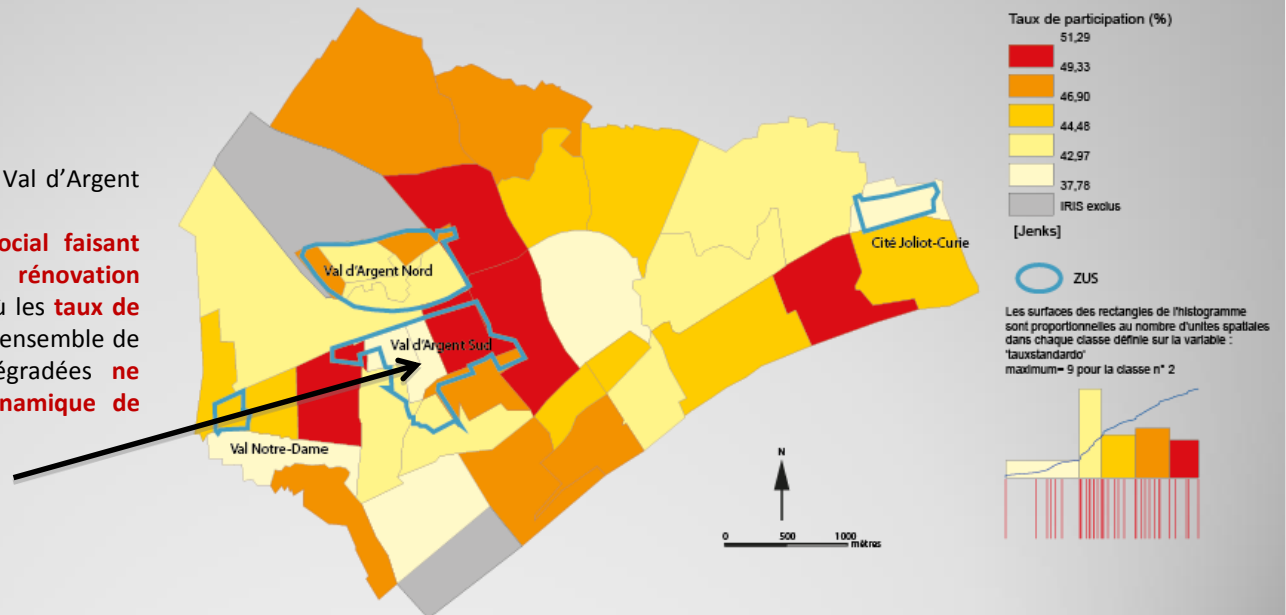 Val d’Argent
ocial faisant
rénovation
u les taux de
ensemble de
égradées ne
namique de
Val d'Argent Nord
Val d'Argent Sud
Val Notre-Dame
Cité Joliot-Curie
N
0 500 1000
mètres
Taux de participation (%)
51,29
49,33
46,90
44,48
42,97
37,78
IRIS exclus
[Jenks]
ZUS
Les surfaces des rectangles de l'histogramme
sont proportionnelles au nombre d'unites spatiales
dans chaque classe définie sur la variable :
'tauxstandardo'
maximum= 9 pour la classe n° 2